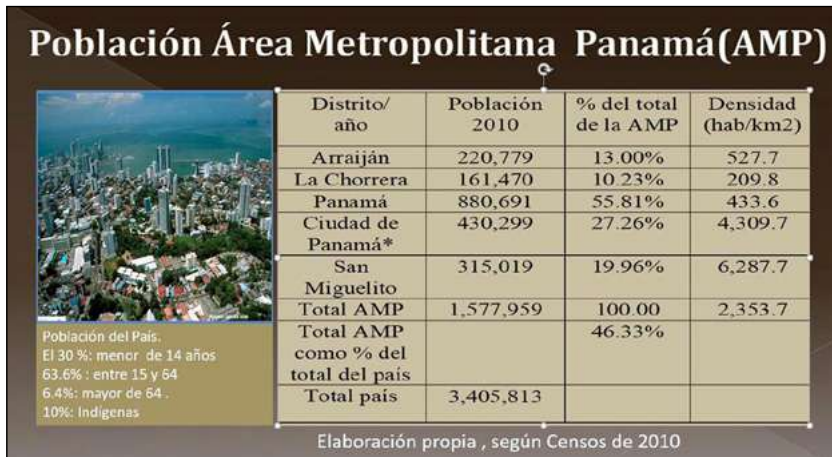 Población Área Metropolitana Panamá(AMP)
Distrito/ año Población 2010 % del total de la AMP Densidad (hab/km2)
Arraiján 220,779 13.00% 527.7
La Chorrera 161,470 10.23% 209.8
Panamá 880,691 55.81% 433.6
Ciudad de Panamá* 430,299 27.26% 4,309.7
San Miguelito 315,019 19.96% 6,287.7
Total AMP 1,577,959 100.00 2,353.7
Total AMP como % del total del país 46.33%
Total país 3,405,813
Población del País.
El 30 %: menor de 14 años
63.6% : entre 15 y 64
6.4%: mayor de 64 .
10%: Indígenas
Elaboración propia , según Censos de 2010